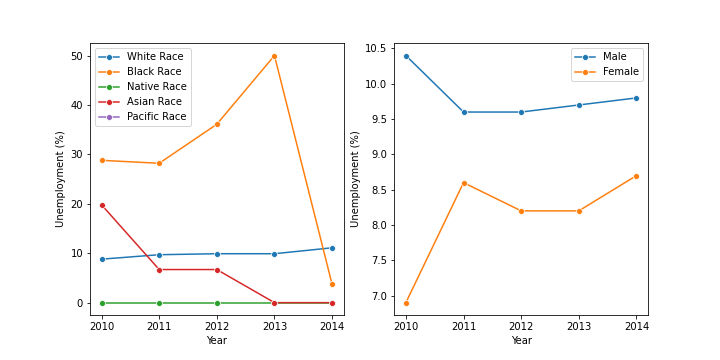 White Race
Black Race
Native Race
Asian Race
Pacific Race
50
40
30
20
10
0
Unemployment (%)
2010 2011 2012 2013 2014
Year
Male
Female
10.5
10.0
9.5
9.0
8.5
8.0
7.5
7.0
Unemployment (%)
2010 2011 2012 2013 2014
Year